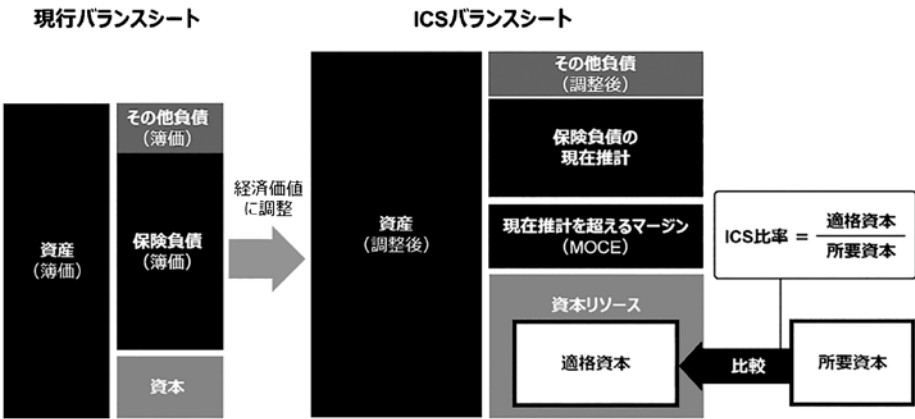 現行バランスシート
資産
(簿価)
その他負債
(簿価)
保険負債
(簿価)
資本
経済価値
に調整
ICSバランスシート
資産
(調整後)
その他負債
(調整後)
保険負債の
現在推計
現在推計を超えるマージン
(MOCE)
資本リソース
適格資本
ICS比率 = 適格資本
所要資本
比較
所要資本